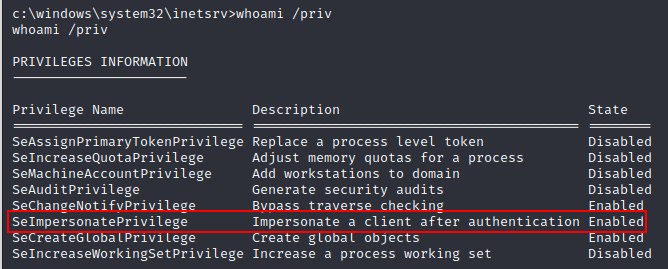 c:\windows\system32\inetsrv>whoami /priv
whoami /priv
PRIVILEGES INFORMATION
----------------------
Privilege Name Description State
============================= ========================================= ========
SeAssignPrimaryTokenPrivilege Replace a process level token Disabled
SeIncreaseQuotaPrivilege Adjust memory quotas for a process Disabled
SeMachineAccountPrivilege Add workstations to domain Disabled
SeAuditPrivilege Generate security audits Disabled
SeChangeNotifyPrivilege Bypass traverse checking Enabled
SeImpersonatePrivilege Impersonate a client after authentication Enabled
SeCreateGlobalPrivilege Create global objects Enabled
SeIncreaseWorkingSetPrivilege Increase a process working set Disabled